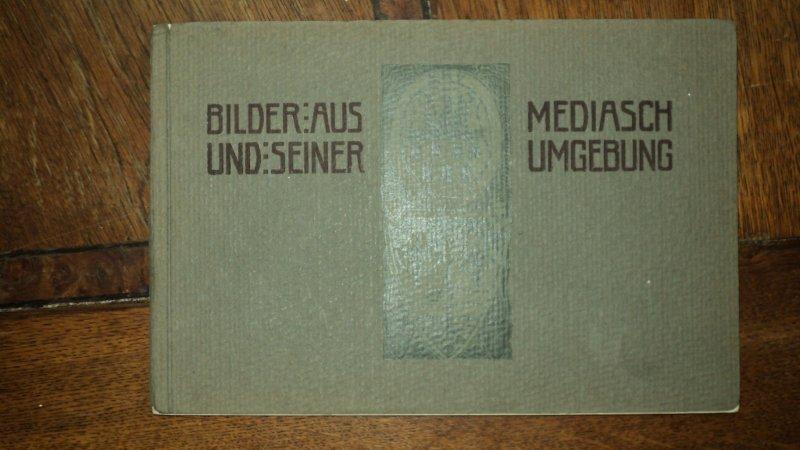 BILDER:AUS MEDIASCH
UND:SEINER UMGEBUNG